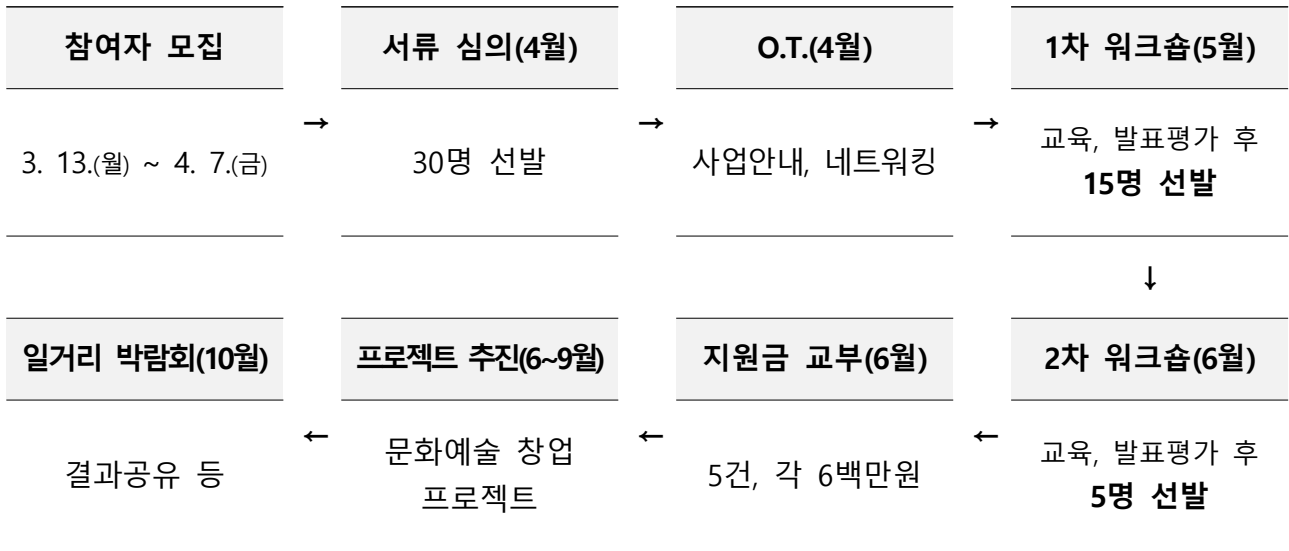 참여자 모집
3. 13.(월) ~ 4. 7.(금)
→
서류 심의(4월)
30명 선발
→
O.T.(4월)
사업안내, 네트워킹
→
1차 워크숍(5월)
교육, 발표평가 후
15명 선발
↓
2차 워크숍(6월)
교육, 발표평가 후
5명 선발
←
지원금 교부(6월)
5건, 각 6백만원
←
프로젝트 추진(6~9월)
문화예술 창업
프로젝트
←
일거리 박람회(10월)
결과공유 등